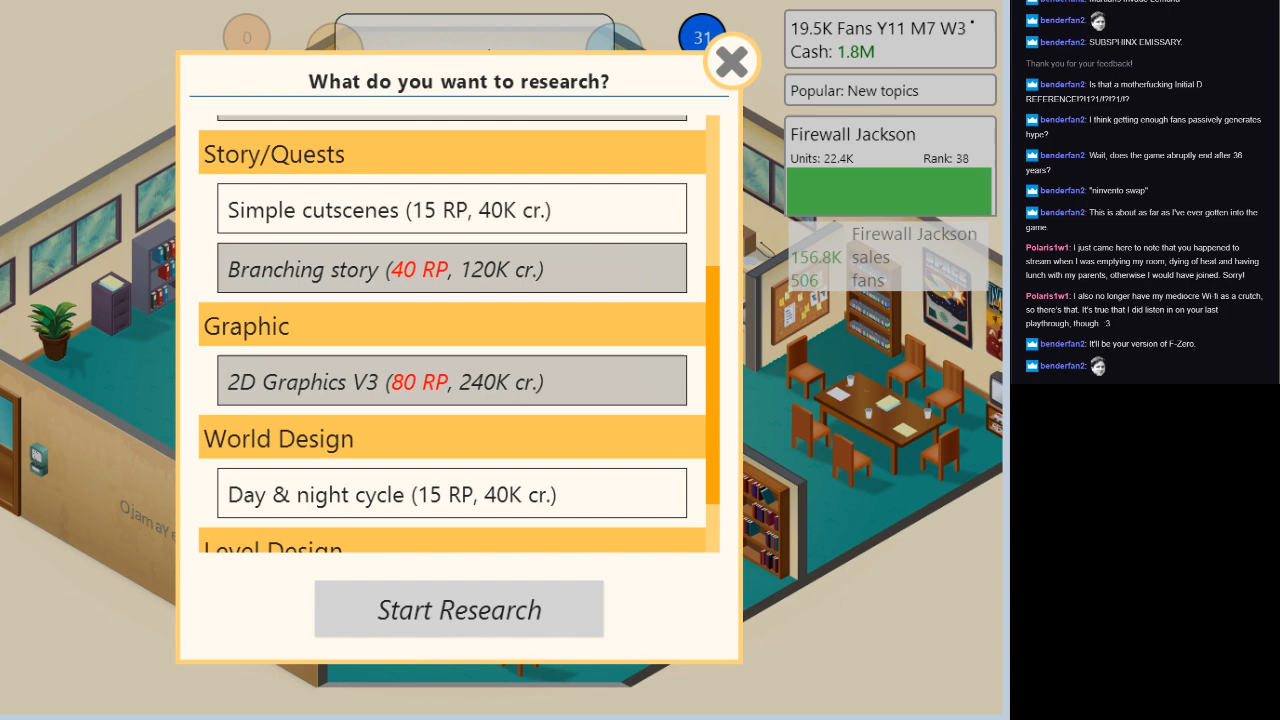 0
31
19.5K Fans Y11 M7 W3
Cash: 1.8M
Popular: New topics
Firewall Jackson
Units: 22.4K Rank: 38
Firewall Jackson
156.8K sales
506 fans
What do you want to research?
Story/Quests
Simple cutscenes (15 RP, 40K cr.)
Branching story (40 RP, 120K cr.)
Graphic
2D Graphics V3 (80 RP, 240K cr.)
World Design
Day & night cycle (15 RP, 40K cr.)
Level Design
Start Research
SPACE
benderfan2:
benderfan2: SUBSPHINX EMISSARY.
Thank you for your feedback!
benderfan2: Is that a motherfucking Initial D
REFERENCE!?!1?1/!?!?1/!?
benderfan2: I think getting enough fans passively generates
hype?
benderfan2: Wait, does the game abruptly end after 36
years?
benderfan2: "ninvento swap"
benderfan2: This is about as far as I've ever gotten into the
game.
Polaris1w1: I just came here to note that you happened to
stream when I was emptying my room, dying of heat and having
lunch with my parents, otherwise I would have joined. Sorry!
Polaris1w1: I also no longer have my mediocre Wi-fi as a crutch,
so there's that. It's true that I did listen in on your last
playthrough, though :3
benderfan2: It'll be your version of F-Zero.
benderfan2: